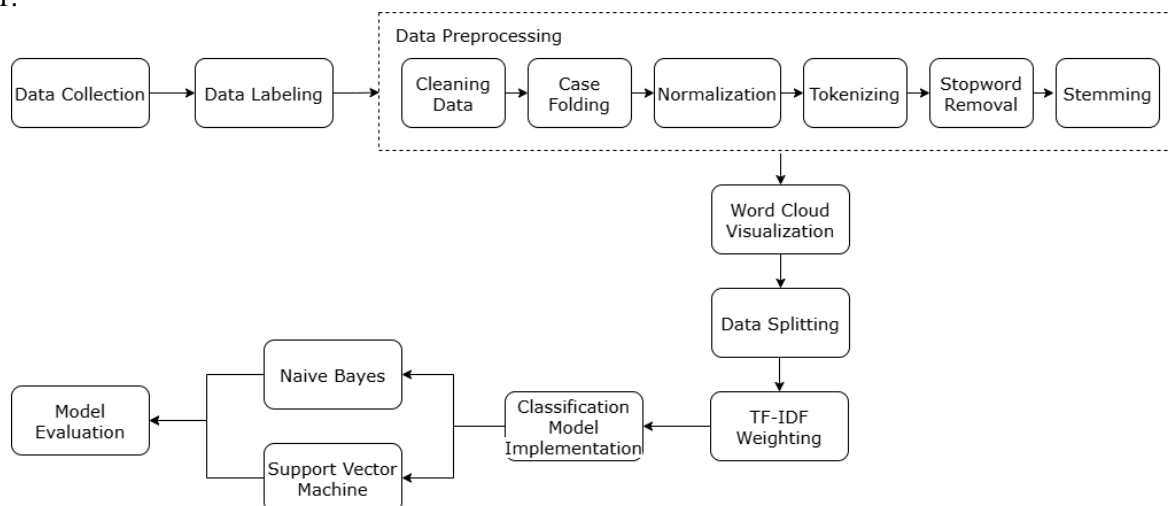 Data Preprocessing
Data Collection
Data Labeling
Cleaning
Data
Case
Folding
Normalization
Tokenizing
Stopword
Removal
Stemming
Word Cloud
Visualization
Data Splitting
TF-IDF
Weighting
Classification
Model
Implementation
Naive Bayes
Support Vector
Machine
Model
Evaluation